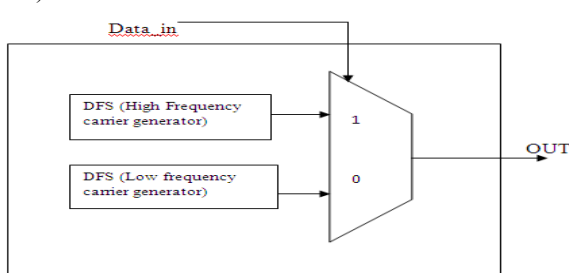 Data_in
DFS (High Frequency
carrier generator)
1
OUT
DFS (Low frequency
carrier generator)
0